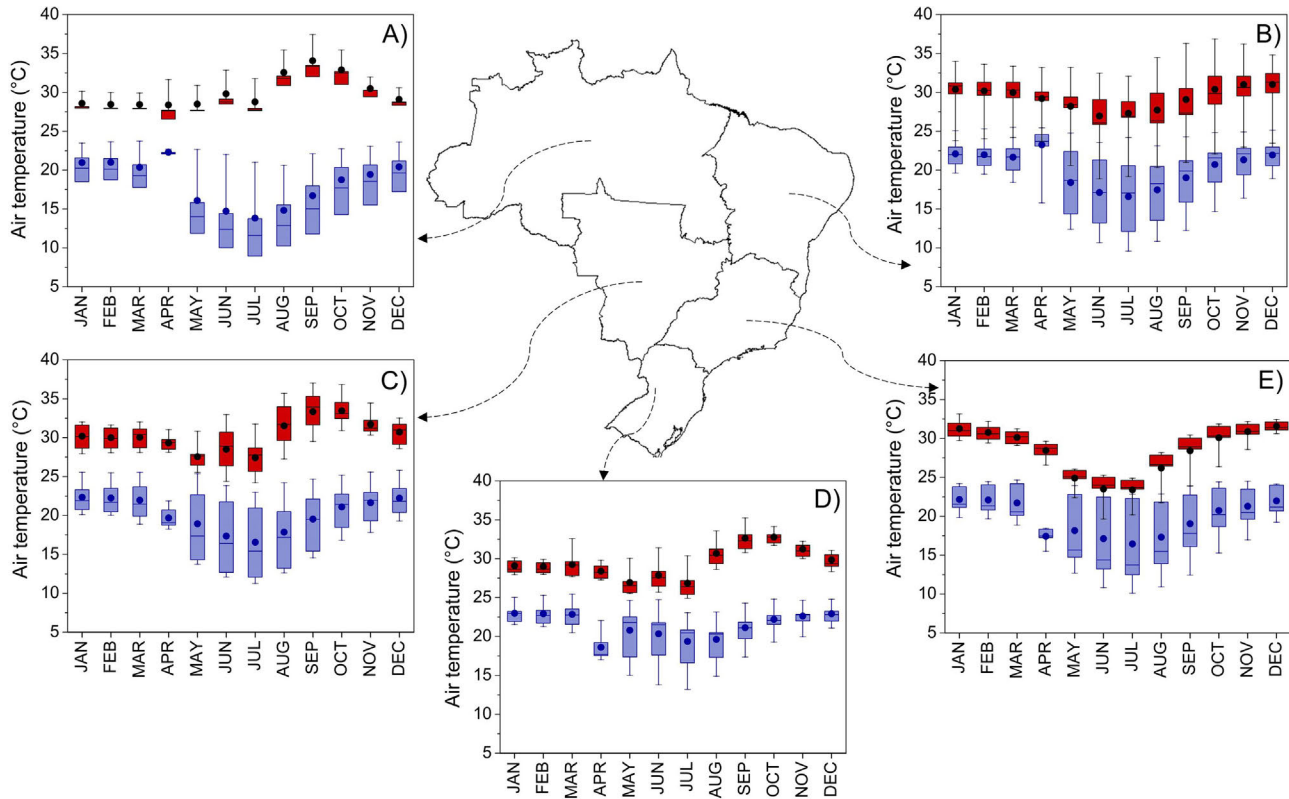 A)
Air temperature (°C)
40
35
30
25
20
15
10
5
JAN
FEB
MAR
APR
MAY
JUN
JUL
AUG
SEP
OCT
NOV
DEC
B)
Air temperature (°C)
40
35
30
25
20
15
10
5
JAN
FEB
MAR
APR
MAY
JUN
JUL
AUG
SEP
OCT
NOV
DEC
C)
Air temperature (°C)
40
35
30
25
20
15
10
5
JAN
FEB
MAR
APR
MAY
JUN
JUL
AUG
SEP
OCT
NOV
DEC
E)
Air temperature (°C)
40
35
30
25
20
15
10
5
JAN
FEB
MAR
APR
MAY
JUN
JUL
AUG
SEP
OCT
NOV
DEC
D)
Air temperature (°C)
40
35
30
25
20
15
10
5
JAN
FEB
MAR
APR
MAY
JUN
JUL
AUG
SEP
OCT
NOV
DEC